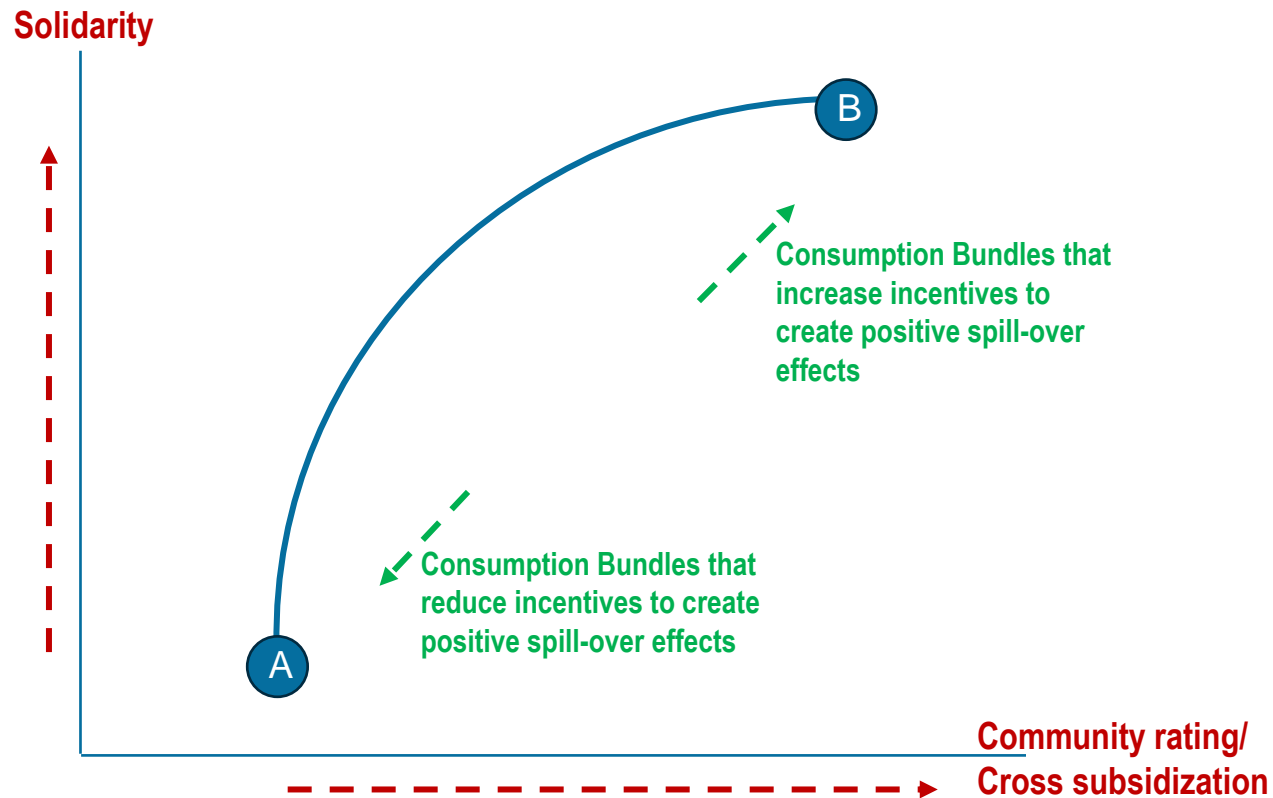 Solidarity
B
Consumption Bundles that
increase incentives to
create positive spill-over
effects
Consumption Bundles that
reduce incentives to create
positive spill-over effects
A
Community rating/
Cross subsidization